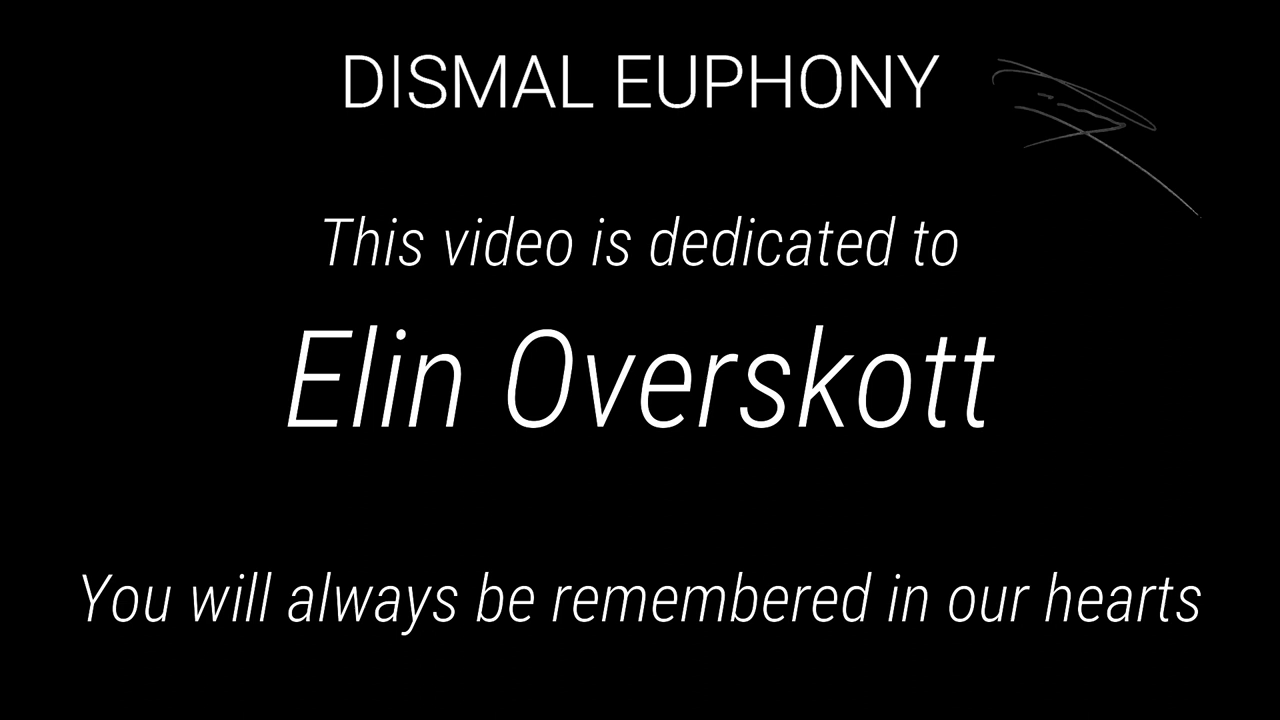 DISMAL EUPHONY
This video is dedicated to
Elin Overskott
You will always be remembered in our hearts